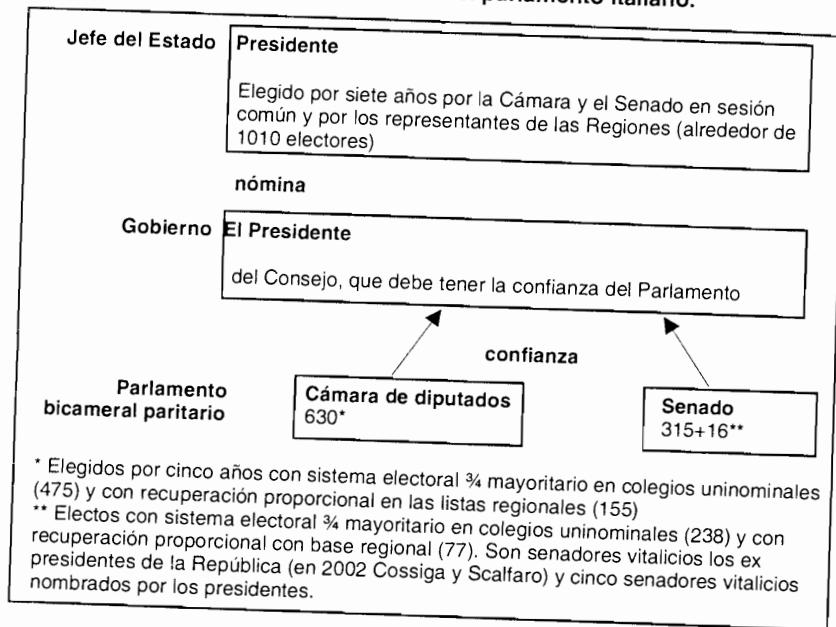 parlamento italiano.
Jefe del Estado
Presidente
Elegido por siete años por la Cámara y el Senado en sesión
común y por los representantes de las Regiones (alrededor de
1010 electores)
nómina
Gobierno
El Presidente
del Consejo, que debe tener la confianza del Parlamento
confianza
Parlamento
bicameral paritario
Cámara de diputados
630*
Senado
315+16**
* Elegidos por cinco años con sistema electoral ¾ mayoritario en colegios uninominales
(475) y con recuperación proporcional en las listas regionales (155)
** Electos con sistema electoral ¾ mayoritario en colegios uninominales (238) y con
recuperación proporcional con base regional (77). Son senadores vitalicios los ex
presidentes de la República (en 2002 Cossiga y Scalfaro) y cinco senadores vitalicios
nombrados por los presidentes.